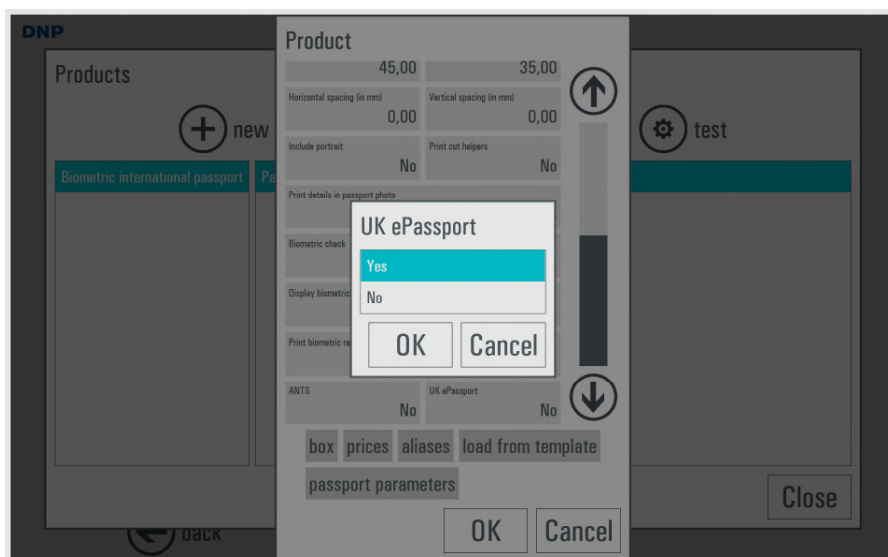 DNP
Products
new
test
Biometric international passport
Product
45,00 35,00
Horizontal spacing (in mm) Vertical spacing (in mm)
0,00 0,00
Include portrait Print cut helpers
No No
Print details in passport photo
Biometric check
Display biometric
Print biometric
UK ePassport
Yes
No
OK Cancel
ANTS UK ePassport
No No
box prices aliases load from template
passport parameters
OK Cancel
Close
back